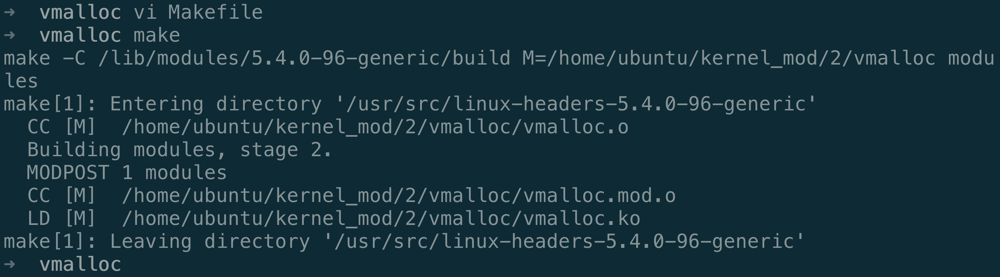 ➜  vmalloc vi Makefile
➜  vmalloc make
make -C /lib/modules/5.4.0-96-generic/build M=/home/ubuntu/kernel_mod/2/vmalloc modu
les
make[1]: Entering directory '/usr/src/linux-headers-5.4.0-96-generic'
  CC [M]  /home/ubuntu/kernel_mod/2/vmalloc/vmalloc.o
  Building modules, stage 2.
  MODPOST 1 modules
  CC [M]  /home/ubuntu/kernel_mod/2/vmalloc/vmalloc.mod.o
  LD [M]  /home/ubuntu/kernel_mod/2/vmalloc/vmalloc.ko
make[1]: Leaving directory '/usr/src/linux-headers-5.4.0-96-generic'
➜  vmalloc